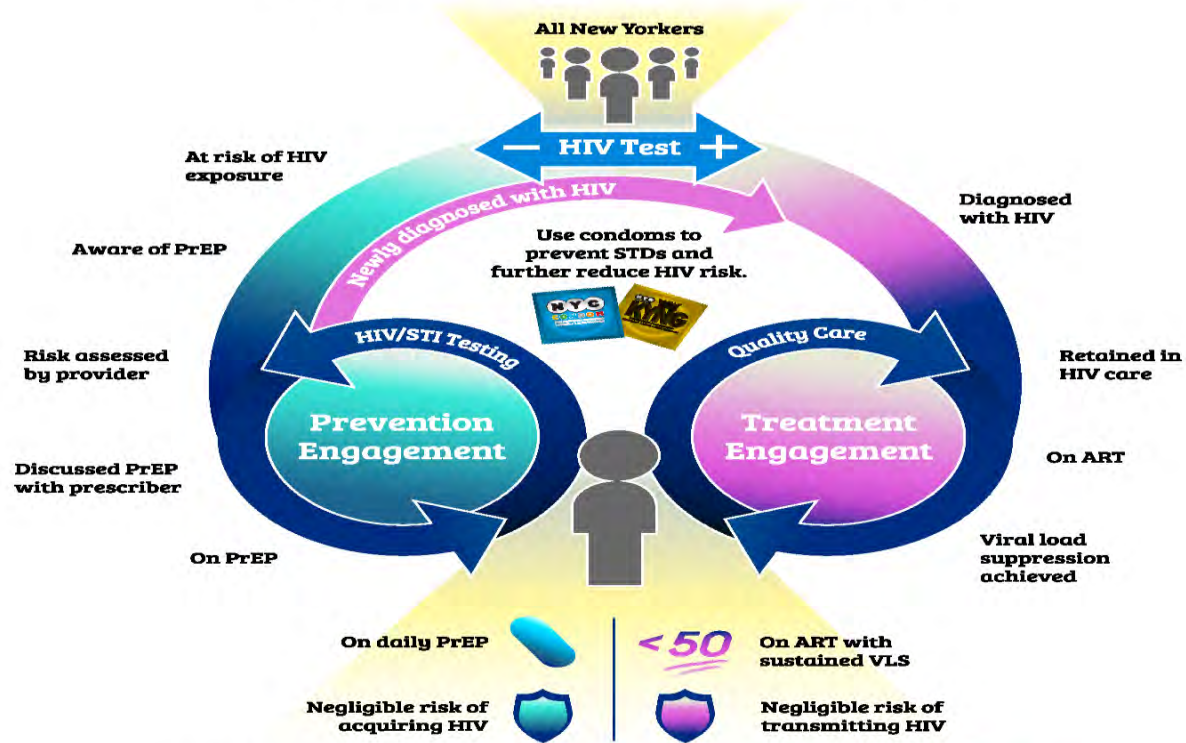 All New Yorkers
— HIV Test +
At risk of HIV
exposure
Newly diagnosed with HIV
Diagnosed
with HIV
Aware of PrEP
Use condoms to
prevent STDs and
further reduce HIV risk.
NYC
KYNG
HIV/STI Testing
Quality Care
Risk assessed
by provider
Retained in
HIV care
Prevention
Engagement
Treatment
Engagement
Discussed PrEP
with prescriber
On ART
On PrEP
Viral load
suppression
achieved
On daily PrEP
<50
On ART with
sustained VLS
Negligible risk of
acquiring HIV
Negligible risk of
transmitting HIV